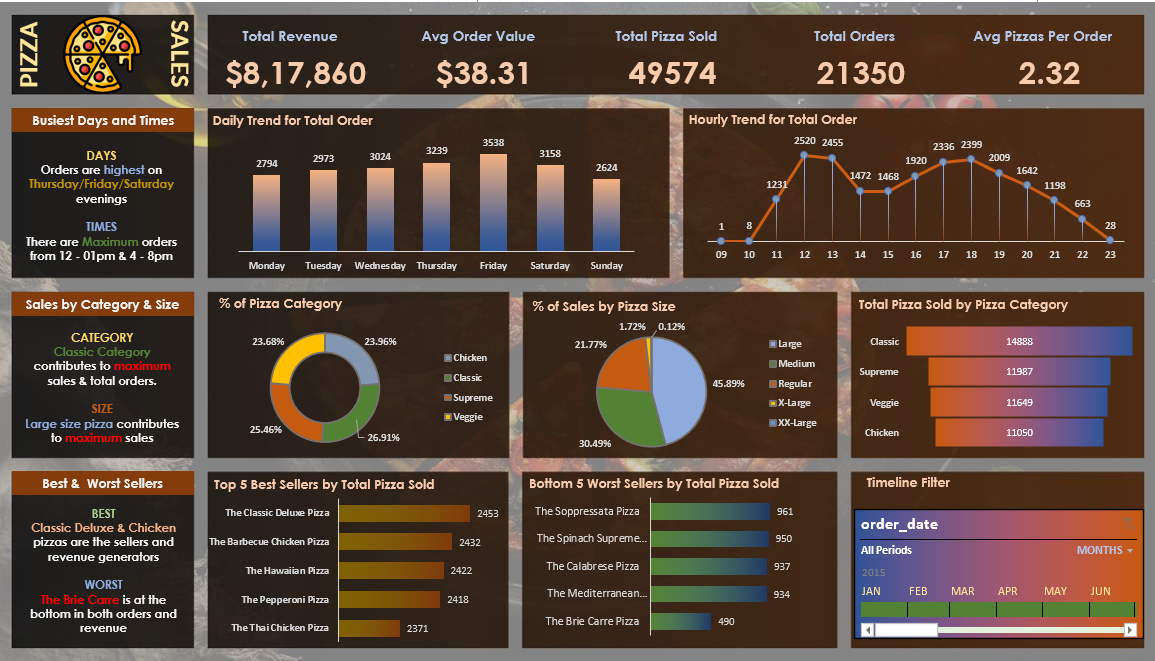 PIZZA
SALES
Total Revenue
$8,17,860
Avg Order Value
$38.31
Total Pizza Sold
49574
Total Orders
21350
Avg Pizzas Per Order
2.32
Busiest Days and Times
DAYS
Orders are highest on
Thursday/Friday/Saturday
evenings
TIMES
There are Maximum orders
from 12 - 01pm & 4 - 8pm
Daily Trend for Total Order
2794 2973 3024 3239 3538 3158 2624
Monday Tuesday Wednesday Thursday Friday Saturday Sunday
Hourly Trend for Total Order
1 8 1231 2520 2455 1472 1468 1920 2336 2399 2009 1642 1198 663 28
09 10 11 12 13 14 15 16 17 18 19 20 21 22 23
Sales by Category & Size
CATEGORY
Classic Category
contributes to maximum
sales & total orders.
SIZE
Large size pizza contributes
to maximum sales
% of Pizza Category
23.68%
23.96%
25.46%
26.91%
Chicken
Classic
Supreme
Veggie
% of Sales by Pizza Size
1.72%
0.12%
21.77%
45.89%
30.49%
Large
Medium
Regular
X-Large
XX-Large
Total Pizza Sold by Pizza Category
Classic 14888
Supreme 11987
Veggie 11649
Chicken 11050
Best & Worst Sellers
BEST
Classic Deluxe & Chicken
pizzas are the sellers and
revenue generators
WORST
The Brie Carre is at the
bottom in both orders and
revenue
Top 5 Best Sellers by Total Pizza Sold
The Classic Deluxe Pizza 2453
The Barbecue Chicken Pizza 2432
The Hawaiian Pizza 2422
The Pepperoni Pizza 2418
The Thai Chicken Pizza 2371
Bottom 5 Worst Sellers by Total Pizza Sold
The Soppressata Pizza 961
The Spinach Supreme... 950
The Calabrese Pizza 937
The Mediterranean... 934
The Brie Carre Pizza 490
Timeline Filter
order_date
All Periods MONTHS
2015
JAN FEB MAR APR MAY JUN